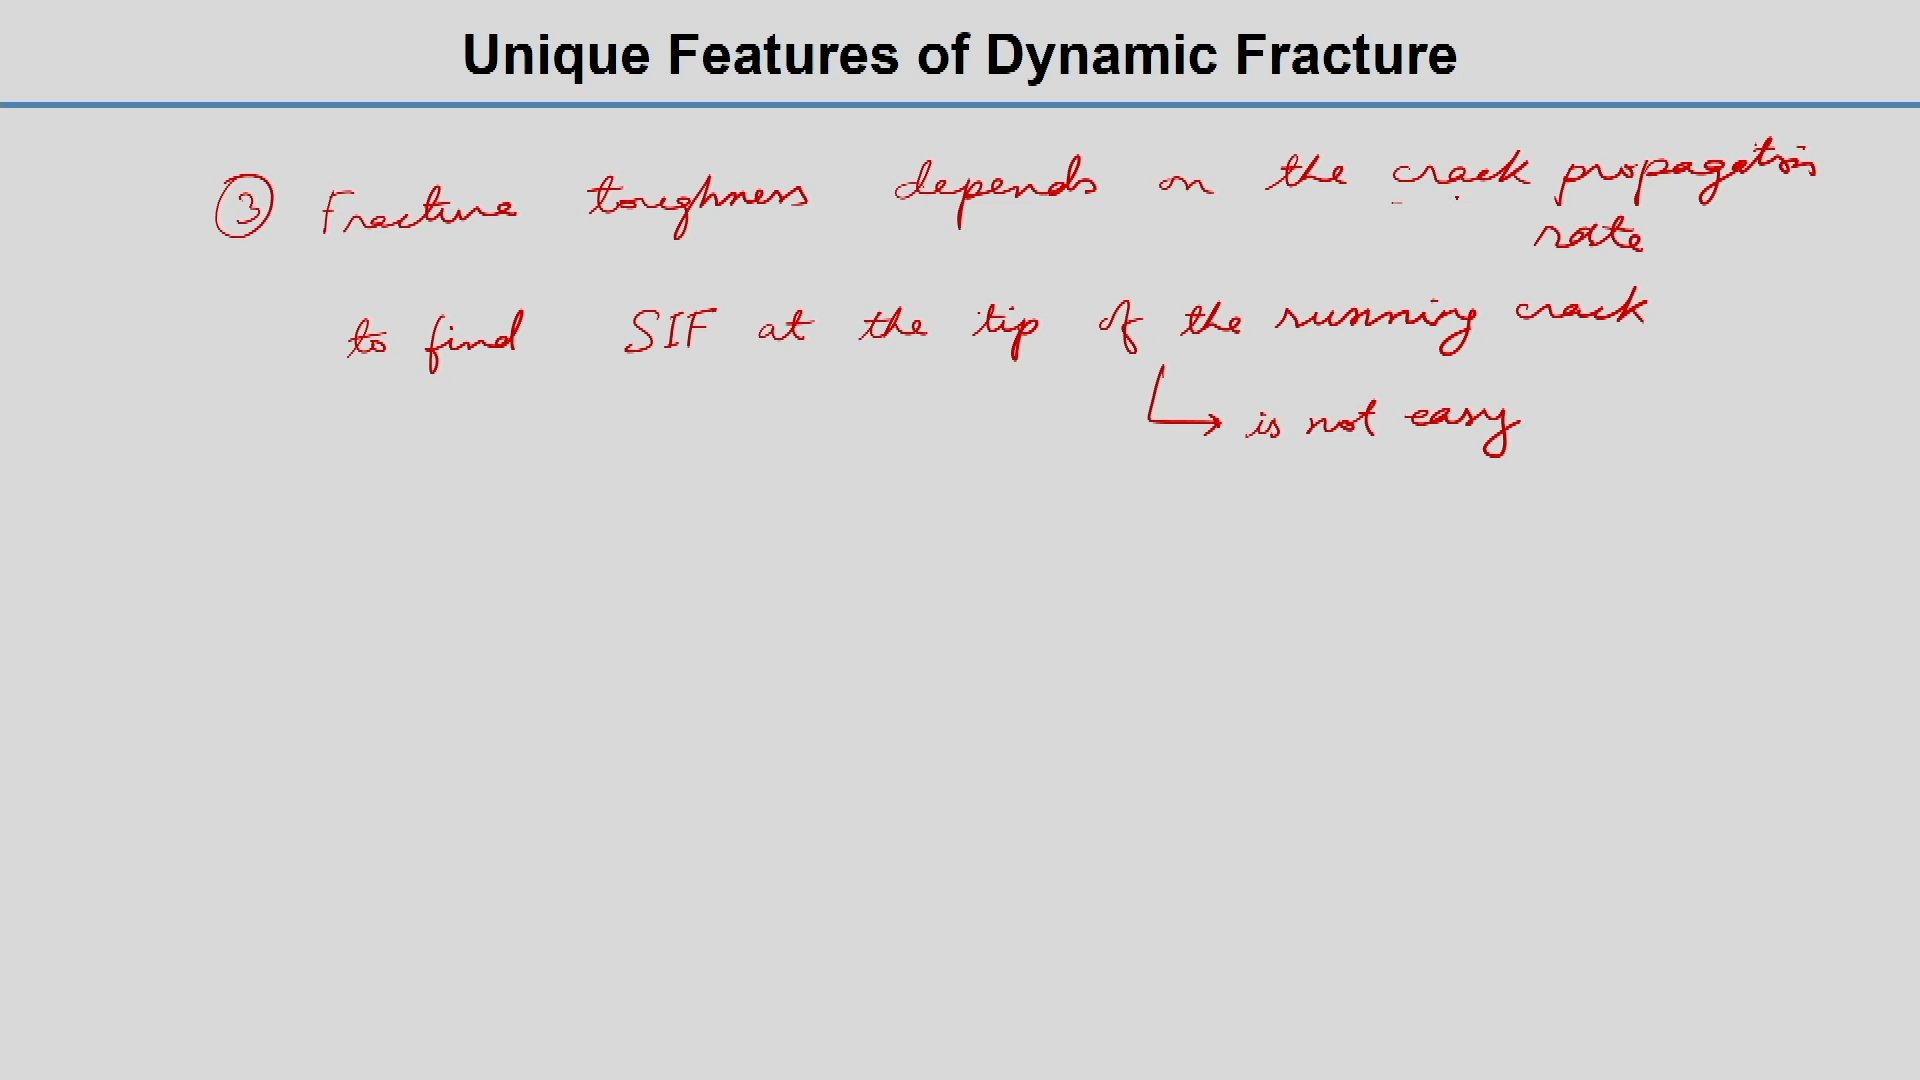 Unique Features of Dynamic Fracture
③ Fracture toughness depends on the crack propagation
rate
to find SIF at the tip of the running crack
↳ is not easy